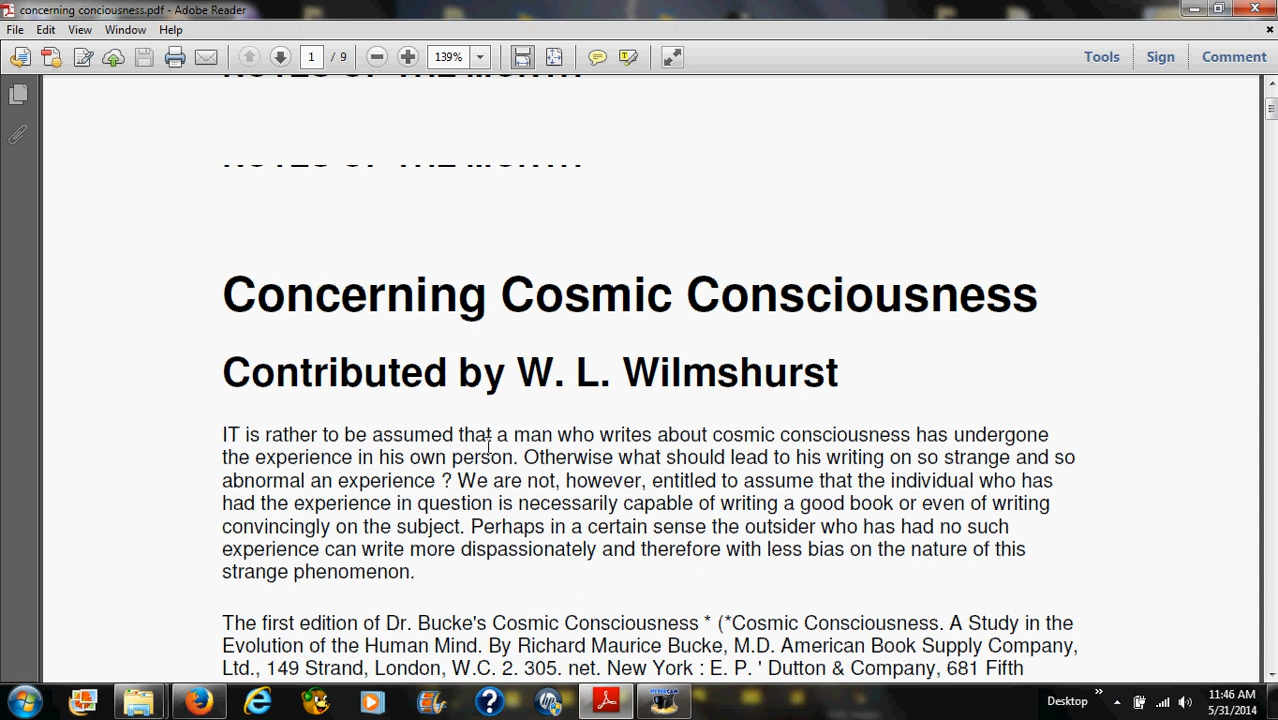 concerning conciousness.pdf - Adobe Reader
File Edit View Window Help
1 / 9 139% Tools Sign Comment
NOTES OF THE MONTH
NOTES OF THE MONTH
Concerning Cosmic Consciousness
Contributed by W. L. Wilmshurst
IT is rather to be assumed that a man who writes about cosmic consciousness has undergone
the experience in his own person. Otherwise what should lead to his writing on so strange and so
abnormal an experience ? We are not, however, entitled to assume that the individual who has
had the experience in question is necessarily capable of writing a good book or even of writing
convincingly on the subject. Perhaps in a certain sense the outsider who has had no such
experience can write more dispassionately and therefore with less bias on the nature of this
strange phenomenon.
The first edition of Dr. Bucke's Cosmic Consciousness * (*Cosmic Consciousness. A Study in the
Evolution of the Human Mind. By Richard Maurice Bucke, M.D. American Book Supply Company,
Ltd., 149 Strand, London, W.C. 2. 305. net. New York : E. P. ' Dutton & Company, 681 Fifth
Desktop » 11:46 AM
5/31/2014